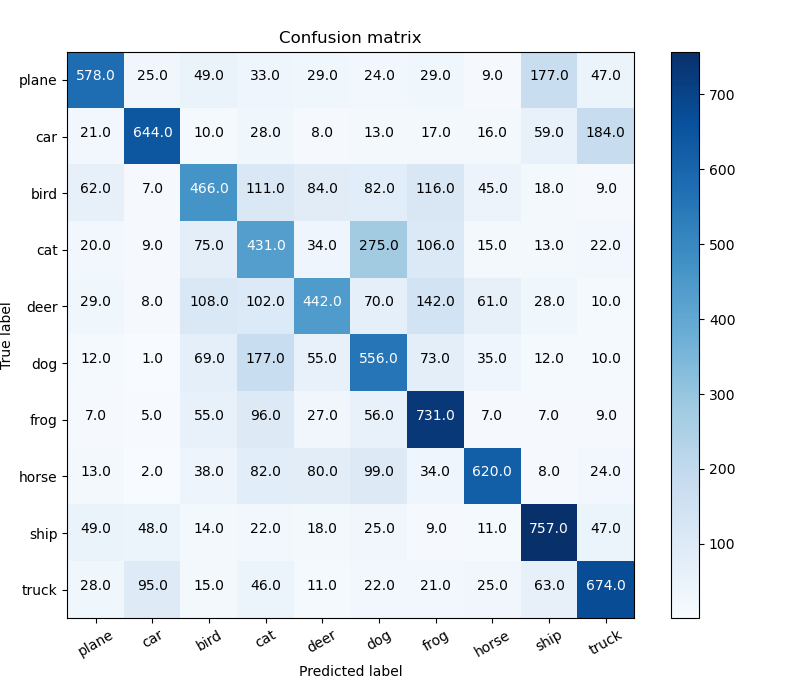 Confusion matrix
plane 578.0 25.0 49.0 33.0 29.0 24.0 29.0 9.0 177.0 47.0
car 21.0 644.0 10.0 28.0 8.0 13.0 17.0 16.0 59.0 184.0
bird 62.0 7.0 466.0 111.0 84.0 82.0 116.0 45.0 18.0 9.0
cat 20.0 9.0 75.0 431.0 34.0 275.0 106.0 15.0 13.0 22.0
deer 29.0 8.0 108.0 102.0 442.0 70.0 142.0 61.0 28.0 10.0
dog 12.0 1.0 69.0 177.0 55.0 556.0 73.0 35.0 12.0 10.0
frog 7.0 5.0 55.0 96.0 27.0 56.0 731.0 7.0 7.0 9.0
horse 13.0 2.0 38.0 82.0 80.0 99.0 34.0 620.0 8.0 24.0
ship 49.0 48.0 14.0 22.0 18.0 25.0 9.0 11.0 757.0 47.0
truck 28.0 95.0 15.0 46.0 11.0 22.0 21.0 25.0 63.0 674.0
plane car bird cat deer dog frog horse ship truck
Predicted label
True label
700
600
500
400
300
200
100